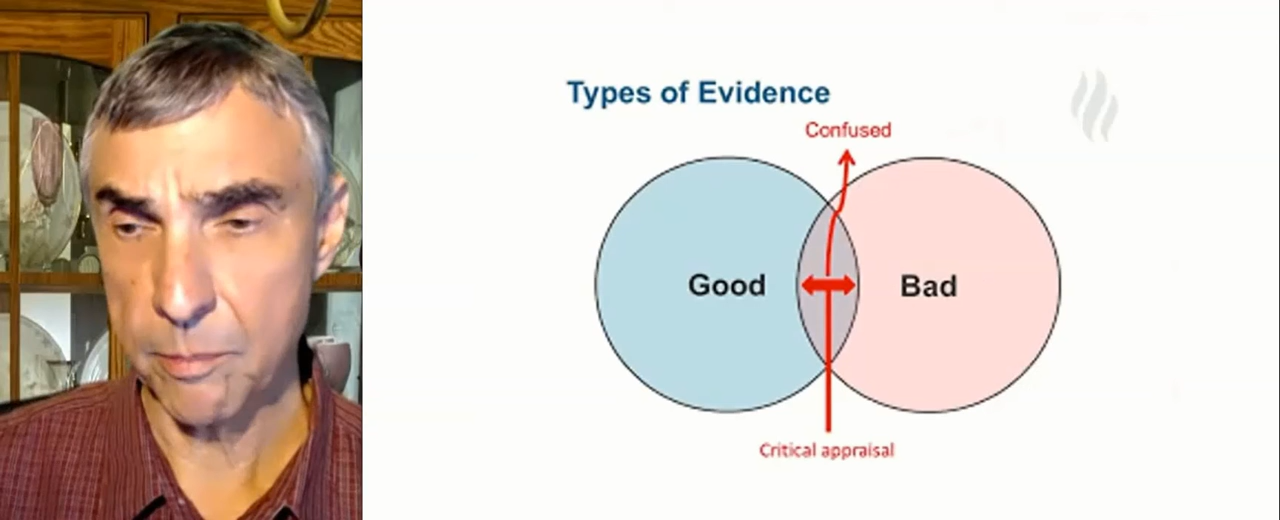 Types of Evidence
Confused
Good
Bad
Critical appraisal